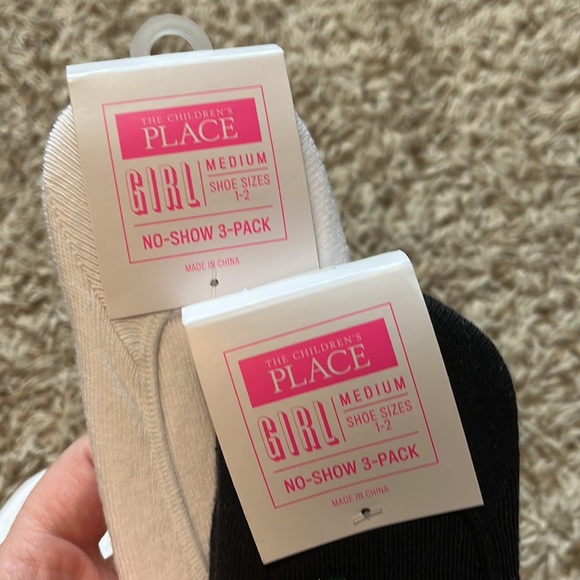 THE CHILDREN'S
PLACE
GIRL
MEDIUM
SHOE SIZES
1-2
NO-SHOW 3-PACK
MADE IN CHINA
THE CHILDREN'S
PLACE
GIRL
MEDIUM
SHOE SIZES
1-2
NO-SHOW 3-PACK
MADE IN CHINA